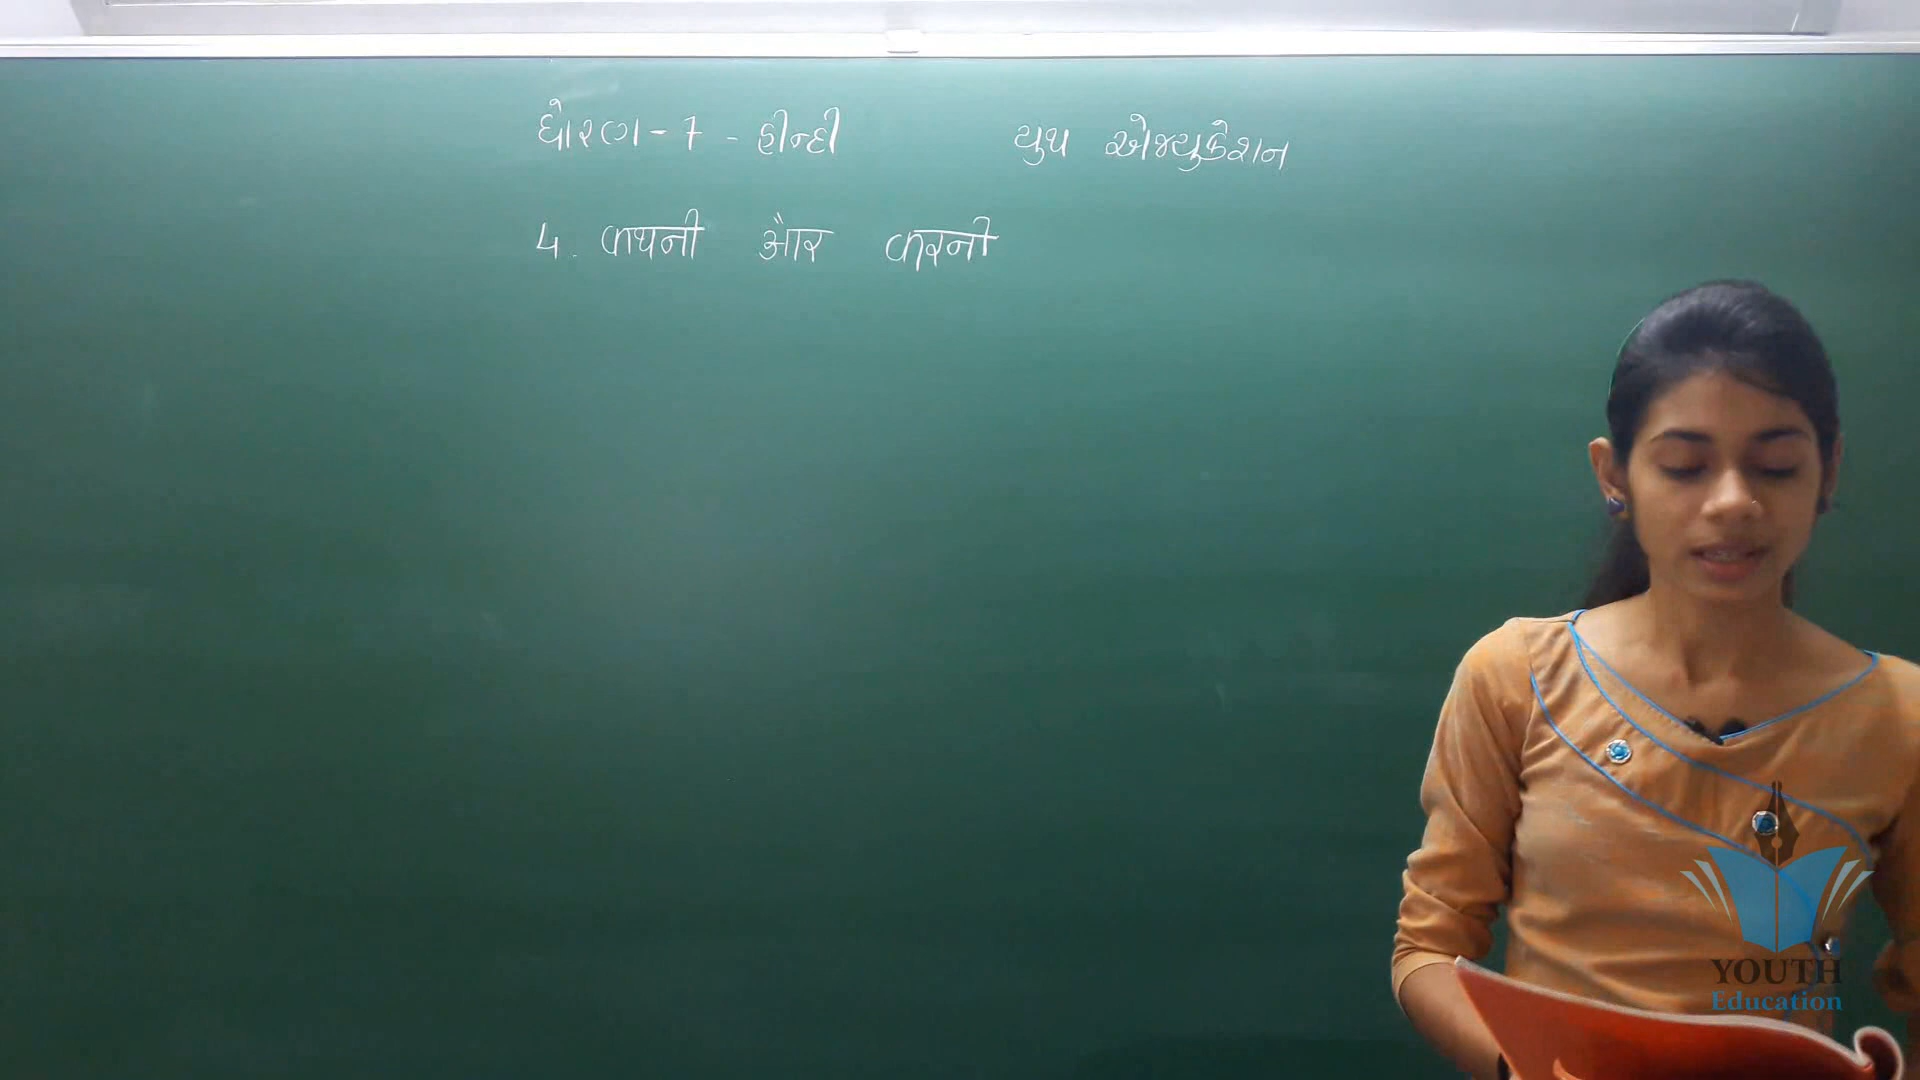 ધોરણ - 7 - હીન્દી
યુથ એજ્યુકેશન
4. कथनी और करनी
YOUTH
Education